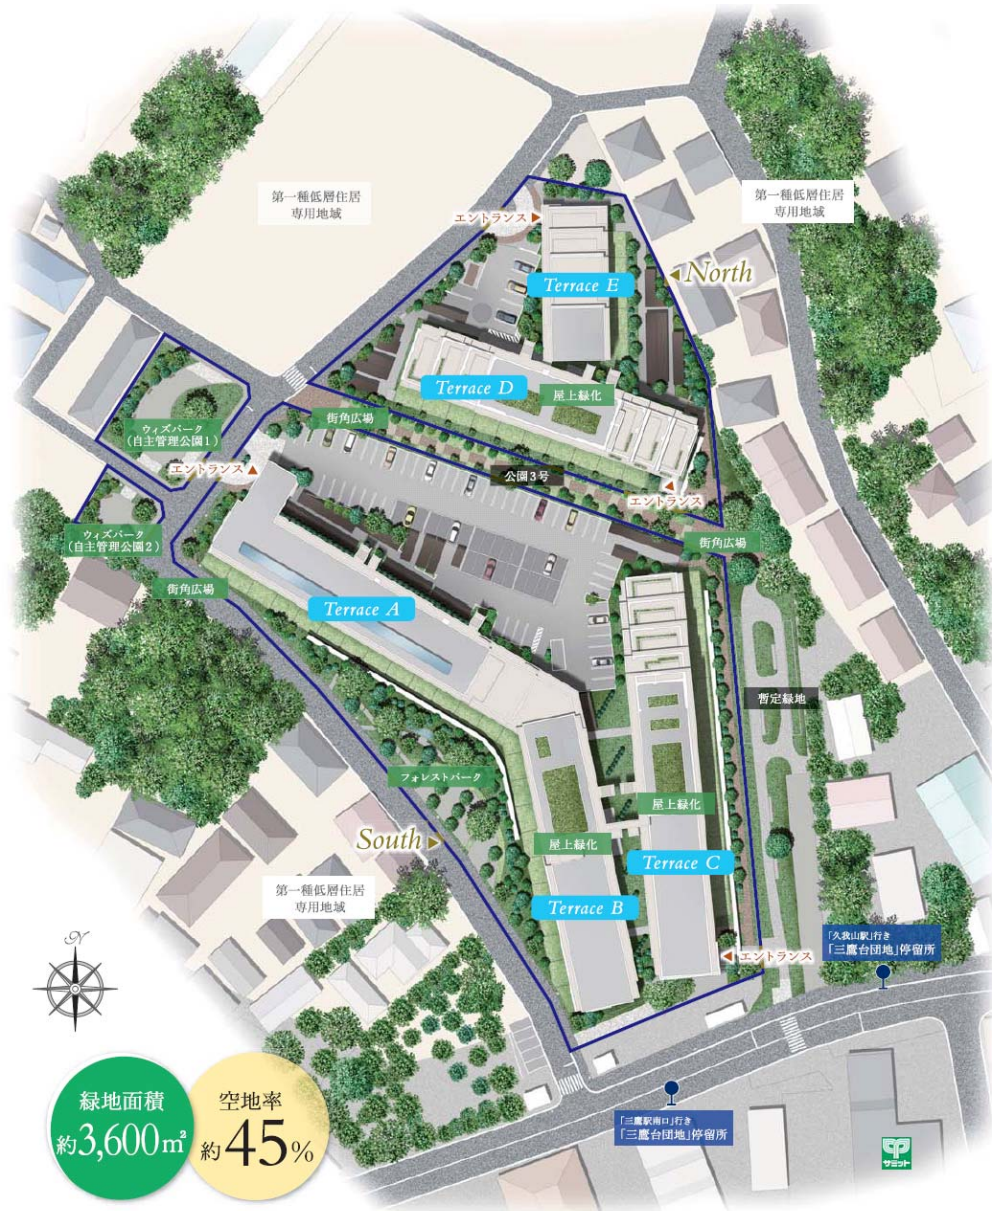 第一種低層住居
専用地域
第一種低層住居
専用地域
エントランス
North
Terrace E
Terrace D
屋上緑化
街角広場
ウィズパーク
(自主管理公園1)
エントランス
公園3号
エントランス
ウィズパーク
(自主管理公園2)
街角広場
街角広場
Terrace A
暫定緑地
フォレストパーク
屋上緑化
South
屋上緑化
Terrace C
第一種低層住居
専用地域
Terrace B
N
「久我山駅」行き
「三鷹台団地」停留所
エントランス
緑地面積
約3,600㎡
空地率
約45%
「三鷹駅南口」行き
「三鷹台団地」停留所
サミット